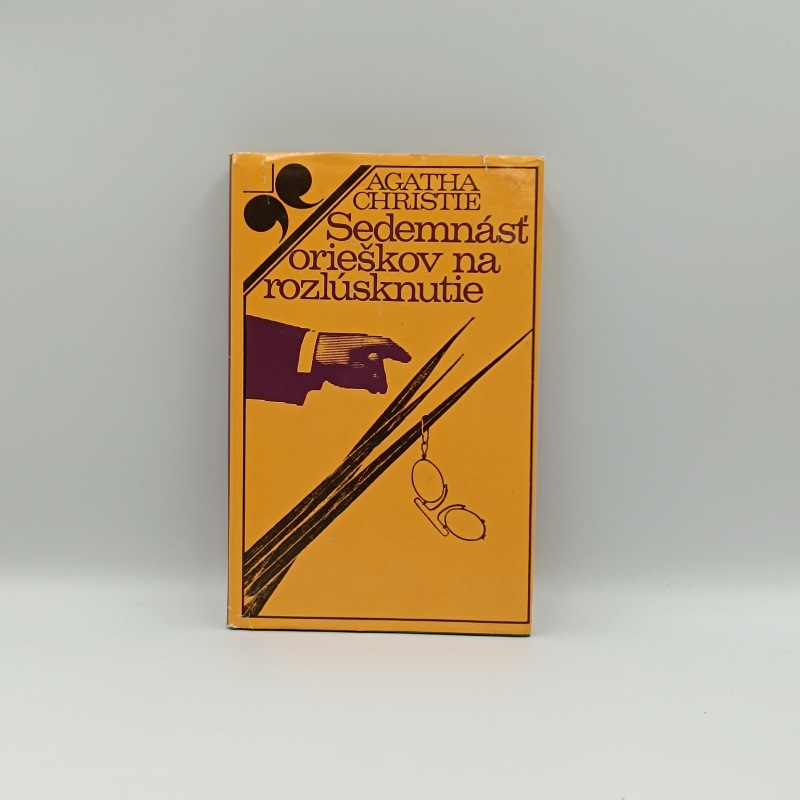 AGATHA
CHRISTIE
Sedemnásť
orieškov na
rozlúsknutie